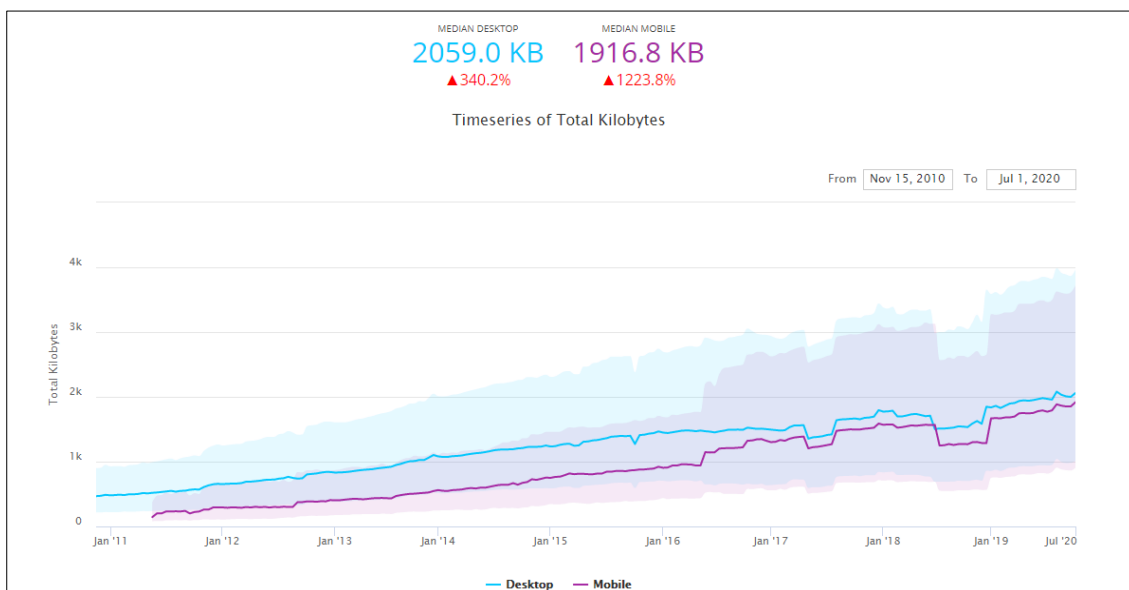 MEDIAN DESKTOP MEDIAN MOBILE
2059.0 KB 1916.8 KB
▲340.2% ▲1223.8%
Timeseries of Total Kilobytes
From Nov 15, 2010 To Jul 1, 2020
4k
3k
2k
1k
0
Total Kilobytes
Jan '11 Jan '12 Jan '13 Jan '14 Jan '15 Jan '16 Jan '17 Jan '18 Jan '19 Jul '20
Desktop Mobile